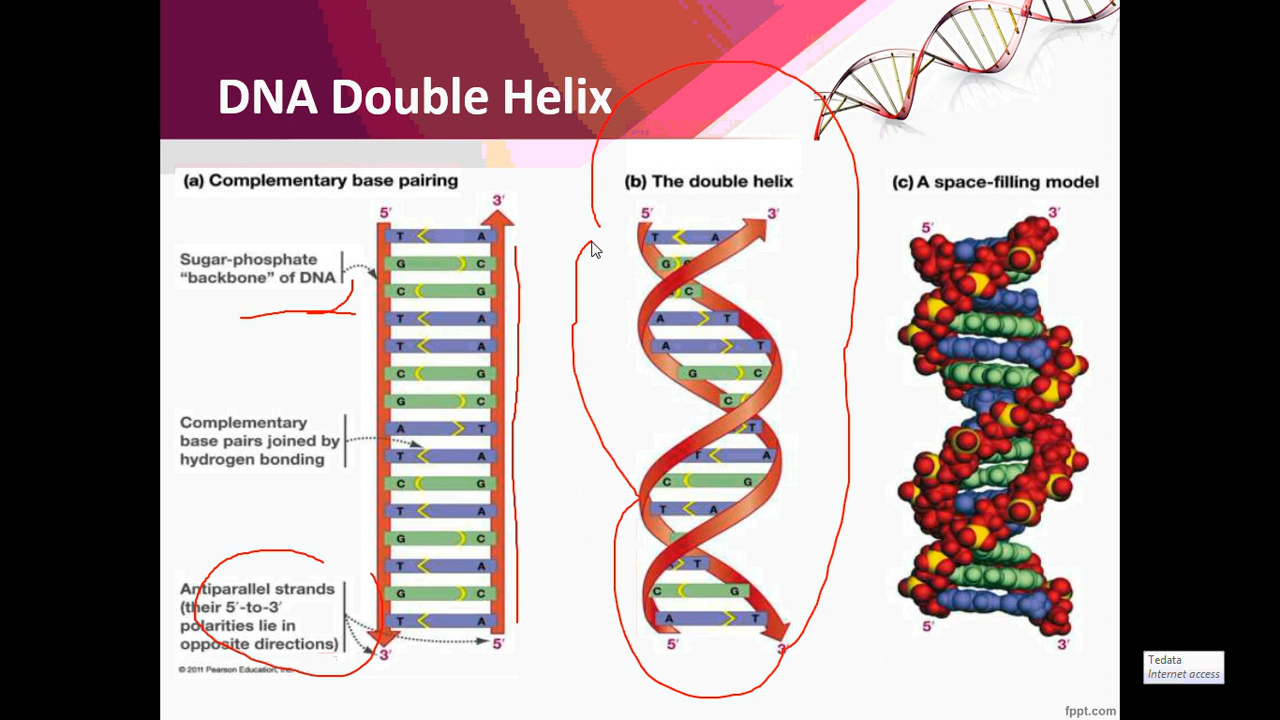 DNA Double Helix
(a) Complementary base pairing
(b) The double helix
(c) A space-filling model
5′
3′
T A
G C
C G
T A
T A
C G
G C
A T
T A
C G
T A
G C
T A
G C
T A
3′
5′
Sugar-phosphate
“backbone” of DNA
Complementary
base pairs joined by
hydrogen bonding
Antiparallel strands
(their 5′-to-3′
polarities lie in
opposite directions)
© 2011 Pearson Education,
5′
3′
T A
G
C
A T
A T
G C
C
T
T A
C G
T A
T
C G
A T
5′
3′
5′
3′
5′
3′
Tedata
Internet access
fppt.com